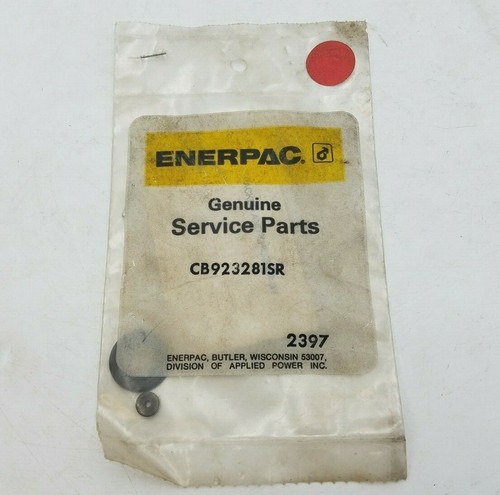 ENERPAC.
Genuine
Service Parts
CB923281SR
2397
ENERPAC, BUTLER, WISCONSIN 53007,
DIVISION OF APPLIED POWER INC.